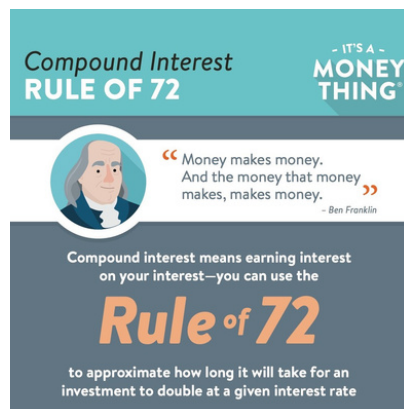 Compound Interest
RULE OF 72
- IT'S A -
MONEY
THING®
“ Money makes money.
And the money that money
makes, makes money. ”
– Ben Franklin
Compound interest means earning interest
on your interest—you can use the
Rule of 72
to approximate how long it will take for an
investment to double at a given interest rate